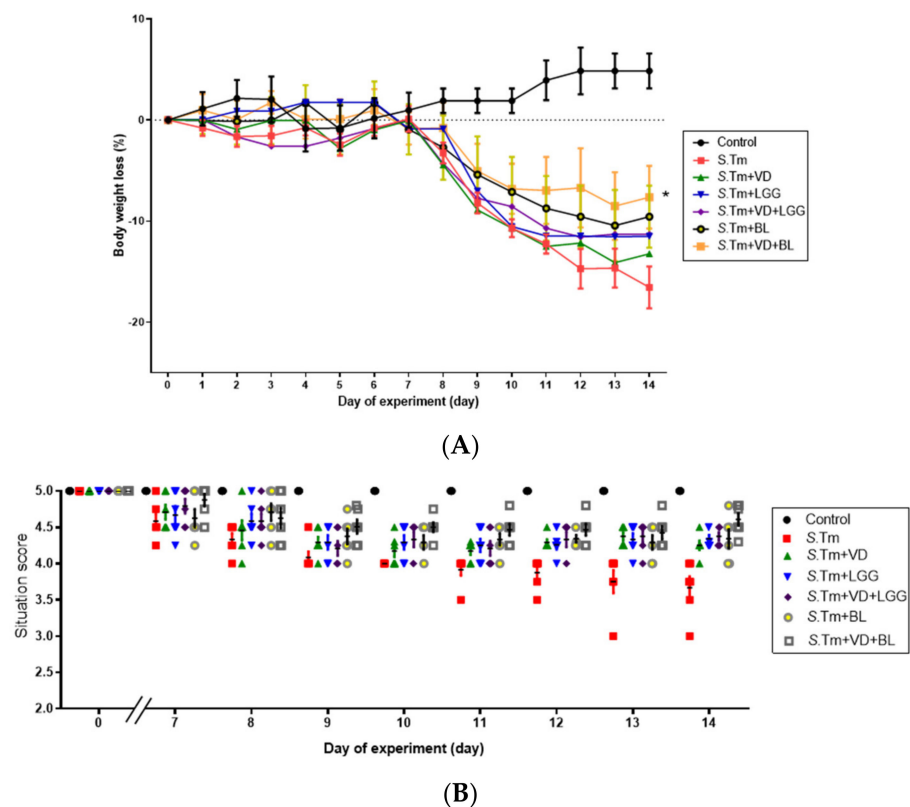 10
0
-10
-20
Body weight loss (%)
0 1 2 3 4 5 6 7 8 9 10 11 12 13 14
Day of experiment (day)
Control
S.Tm
S.Tm+VD
S.Tm+LGG
S.Tm+VD+LGG
S.Tm+BL
S.Tm+VD+BL
*
(A)
5.0
4.5
4.0
3.5
3.0
2.5
2.0
Situation score
0 7 8 9 10 11 12 13 14
Day of experiment (day)
Control
S.Tm
S.Tm+VD
S.Tm+LGG
S.Tm+VD+LGG
S.Tm+BL
S.Tm+VD+BL
(B)